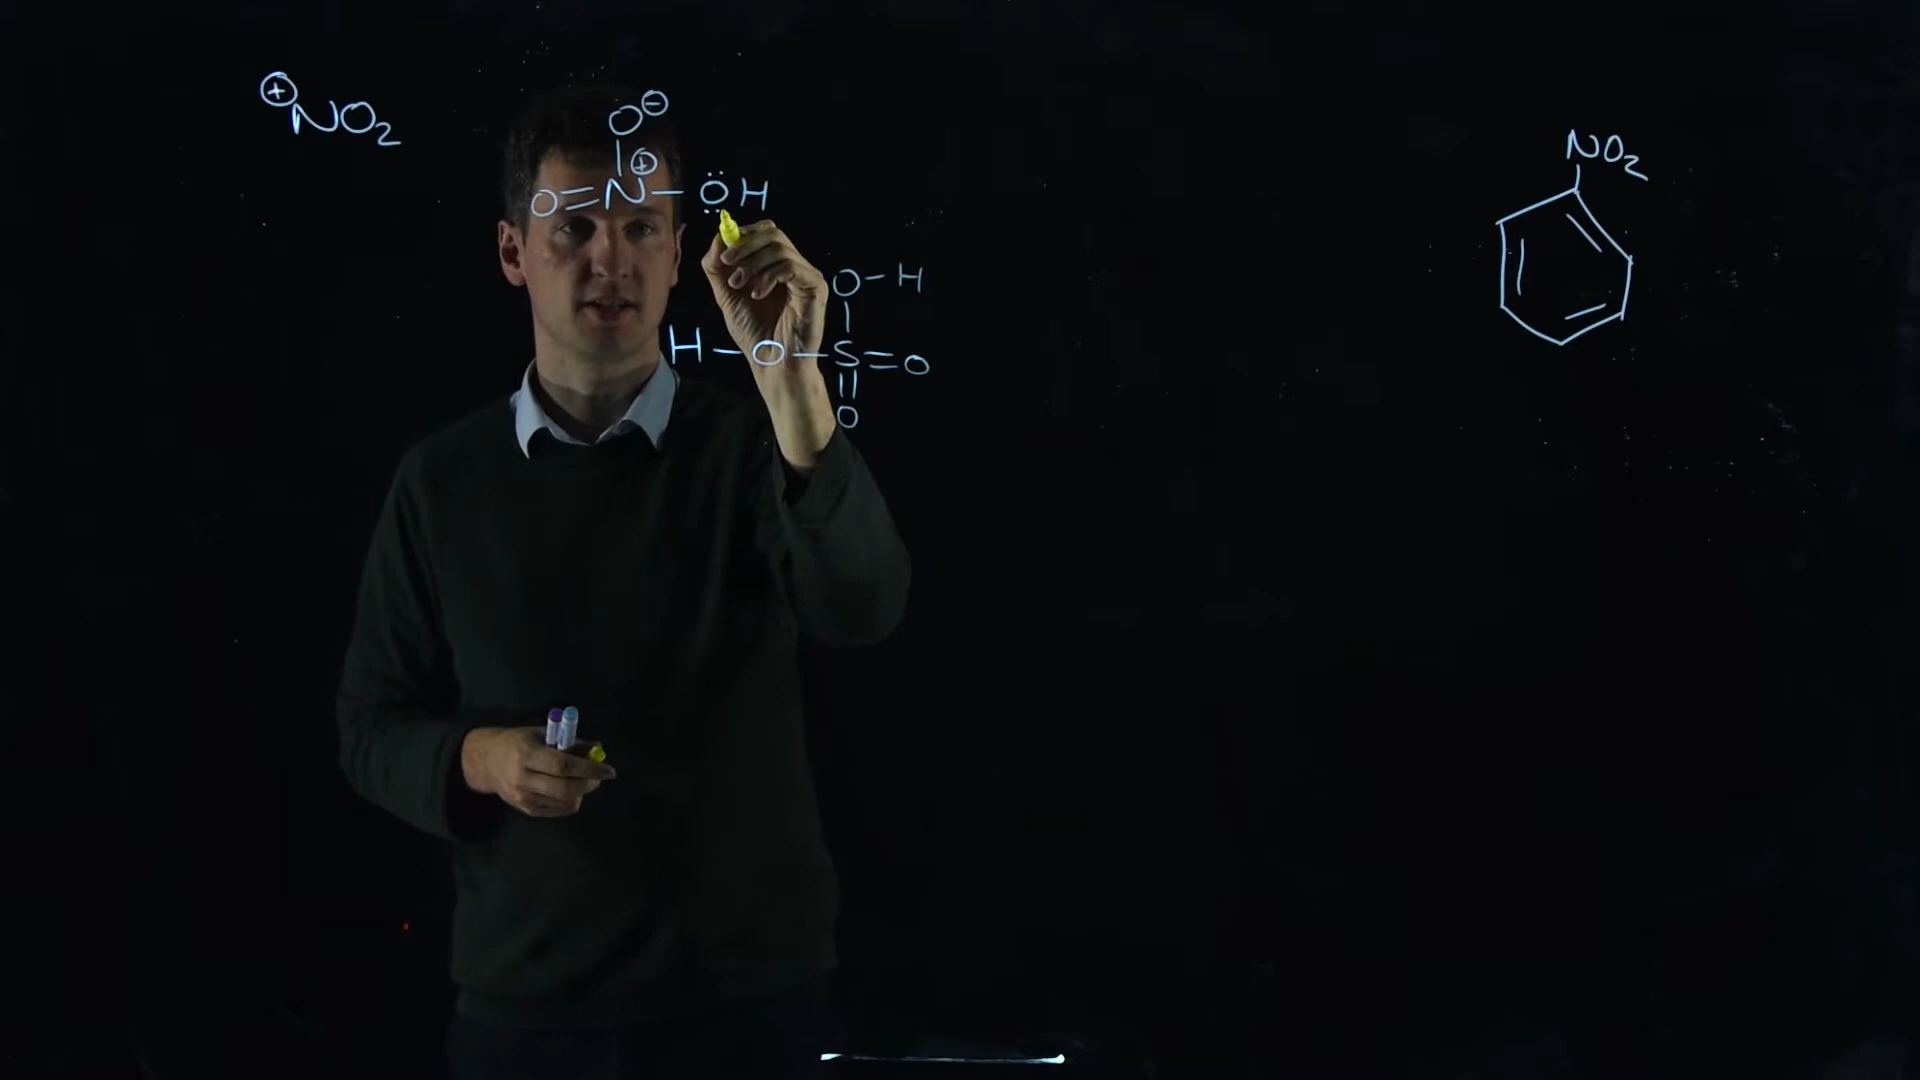 ⊕NO₂
O⊖
⊕
O=N-ÖH
O-H
H-O-S=O
O
NO₂